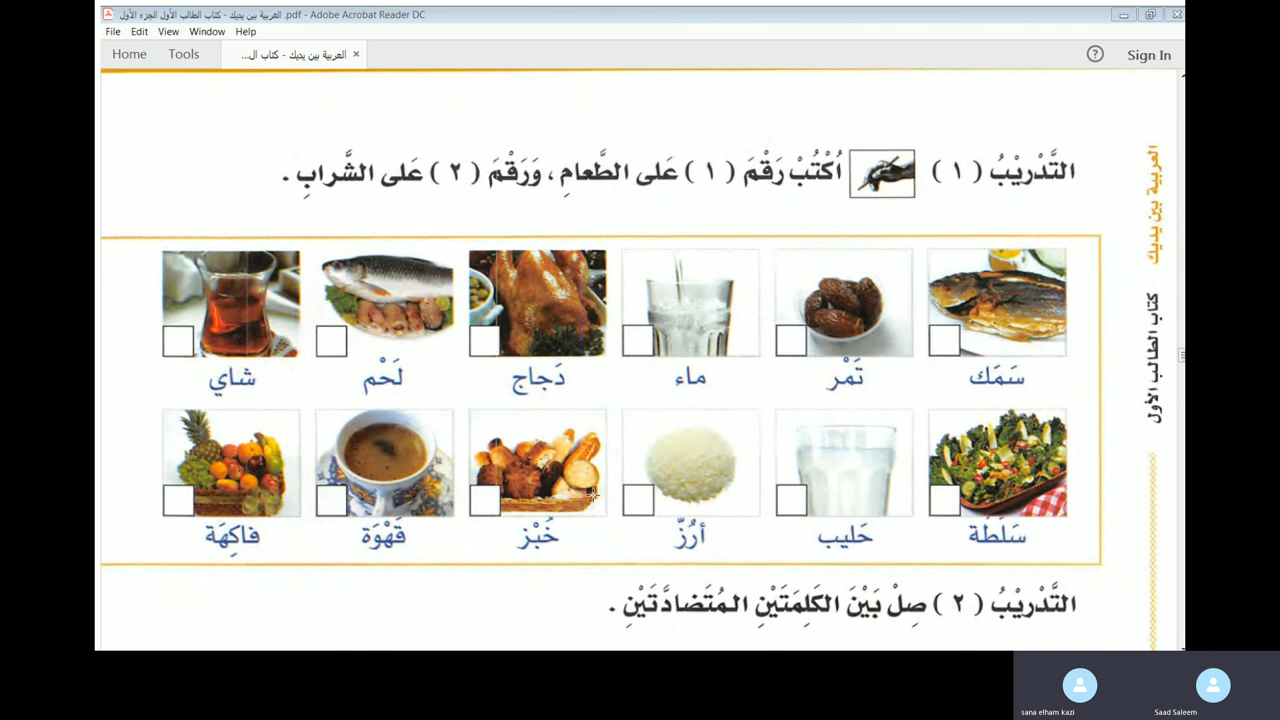 العربية بين يديك - كتاب الطالب الأول الجزء الأول .pdf - Adobe Acrobat Reader DC
File Edit View Window Help
Home Tools العربية بين يديك - كتاب ال... × ? Sign In
التَّدْرِيْبُ ( ١ ) اُكْتُبْ رَقْمَ ( ١ ) عَلى الطَّعامِ ، وَرَقْمَ ( ٢ ) عَلى الشَّرابِ .
سَمَك تَمْر ماء دَجاج لَحْم شاي
سَلَطَة حَليب أرُزّ خُبْز قَهْوَة فاكِهَة
التَّدْرِيْبُ ( ٢ ) صِلْ بَيْنَ الكَلِمَتَيْنِ المُتَضادَّتَيْنِ .
العربية بين يديك
كتاب الطالب الأول
sana elham kazi
Saad Saleem